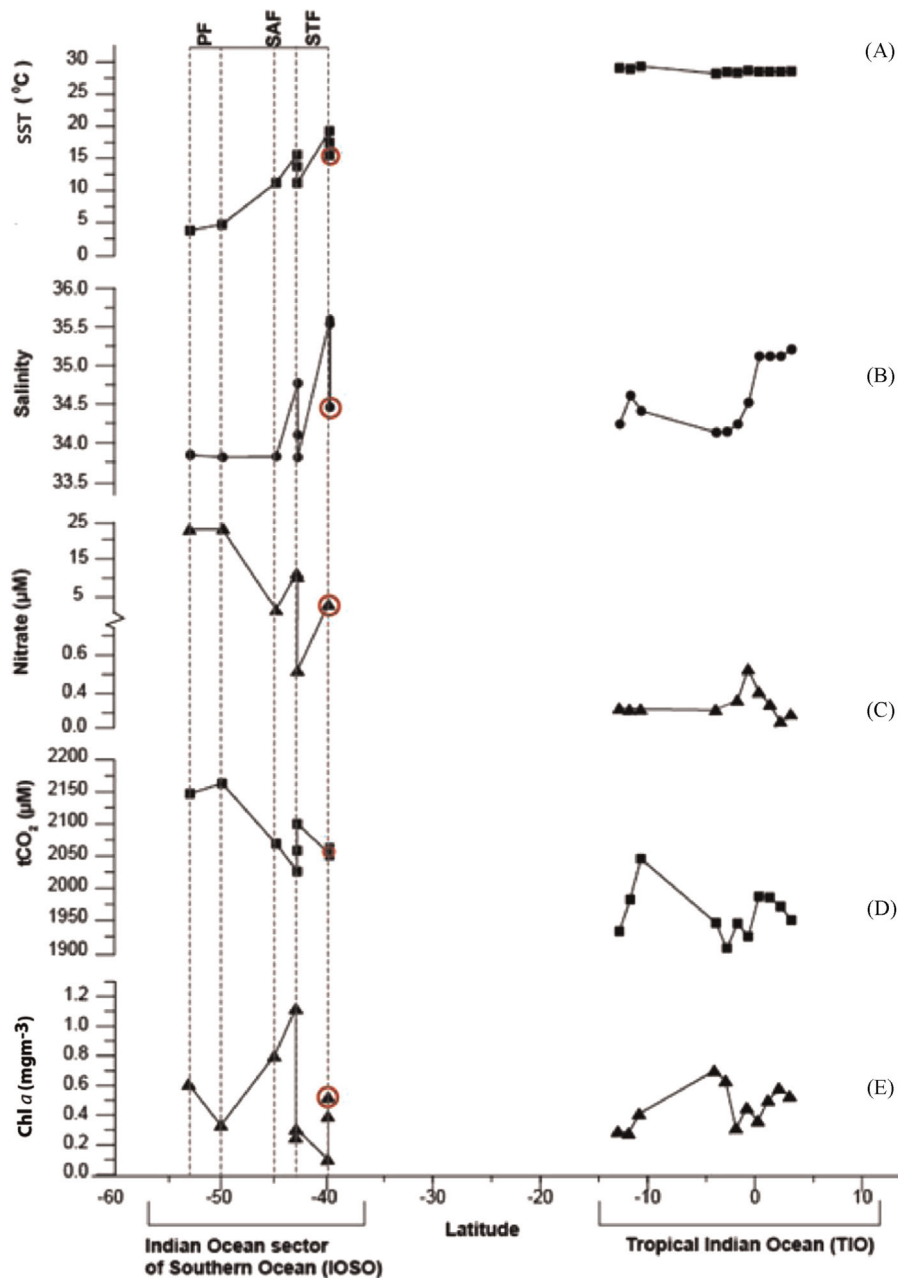 PF SAF STF
(A)
SST (°C)
30
25
20
15
10
5
0
(B)
Salinity
36.0
35.5
35.0
34.5
34.0
33.5
(C)
Nitrate (µM)
25
15
5
0.6
0.4
0.0
(D)
tCO2 (µM)
2200
2150
2100
2050
2000
1950
1900
(E)
Chl a (mgm-3)
1.2
1.0
0.8
0.6
0.4
0.2
0.0
-60 -50 -40 -30 -20 -10 0 10
Latitude
Indian Ocean sector
of Southern Ocean (IOSO)
Tropical Indian Ocean (TIO)